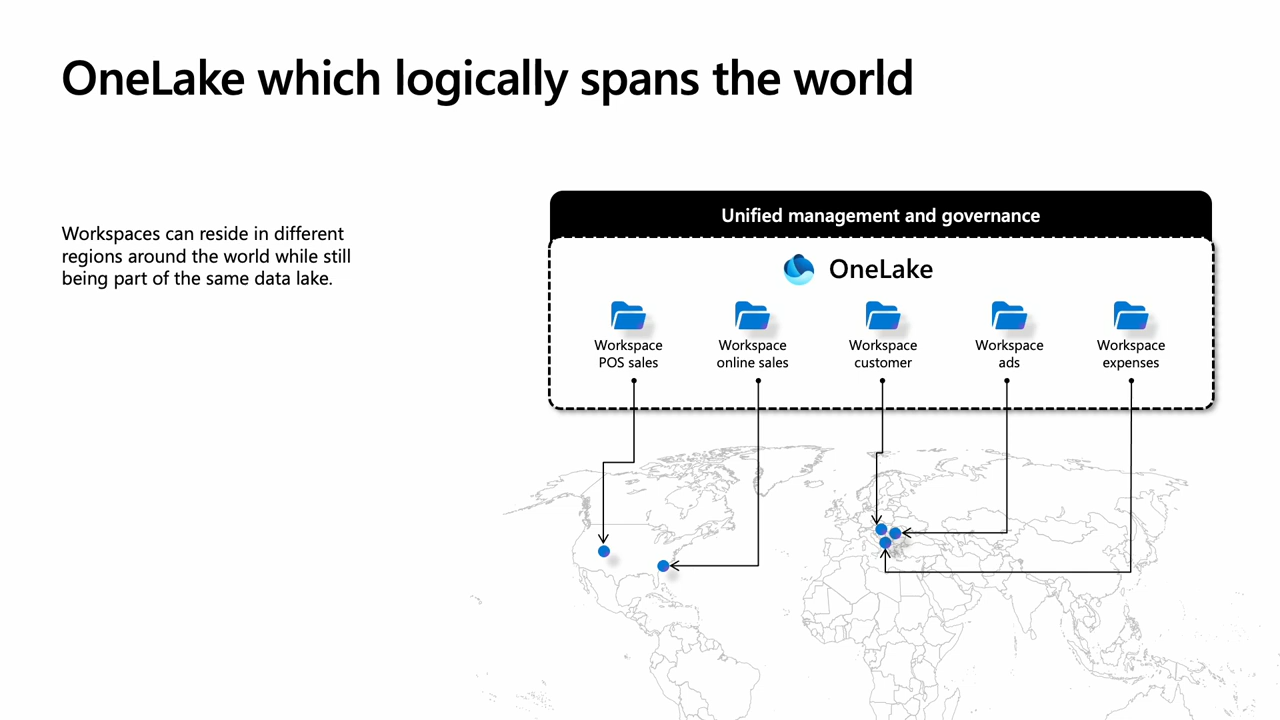 OneLake which logically spans the world
Workspaces can reside in different
regions around the world while still
being part of the same data lake.
Unified management and governance
OneLake
Workspace
POS sales
Workspace
online sales
Workspace
customer
Workspace
ads
Workspace
expenses